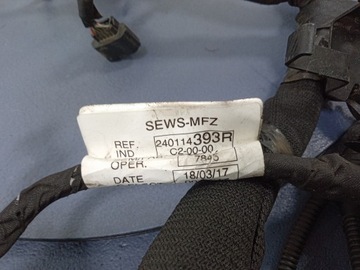 SEWS-MFZ
REF. 240114393R
IND C2-00-00
OPER. 7845
DATE 18/03/17